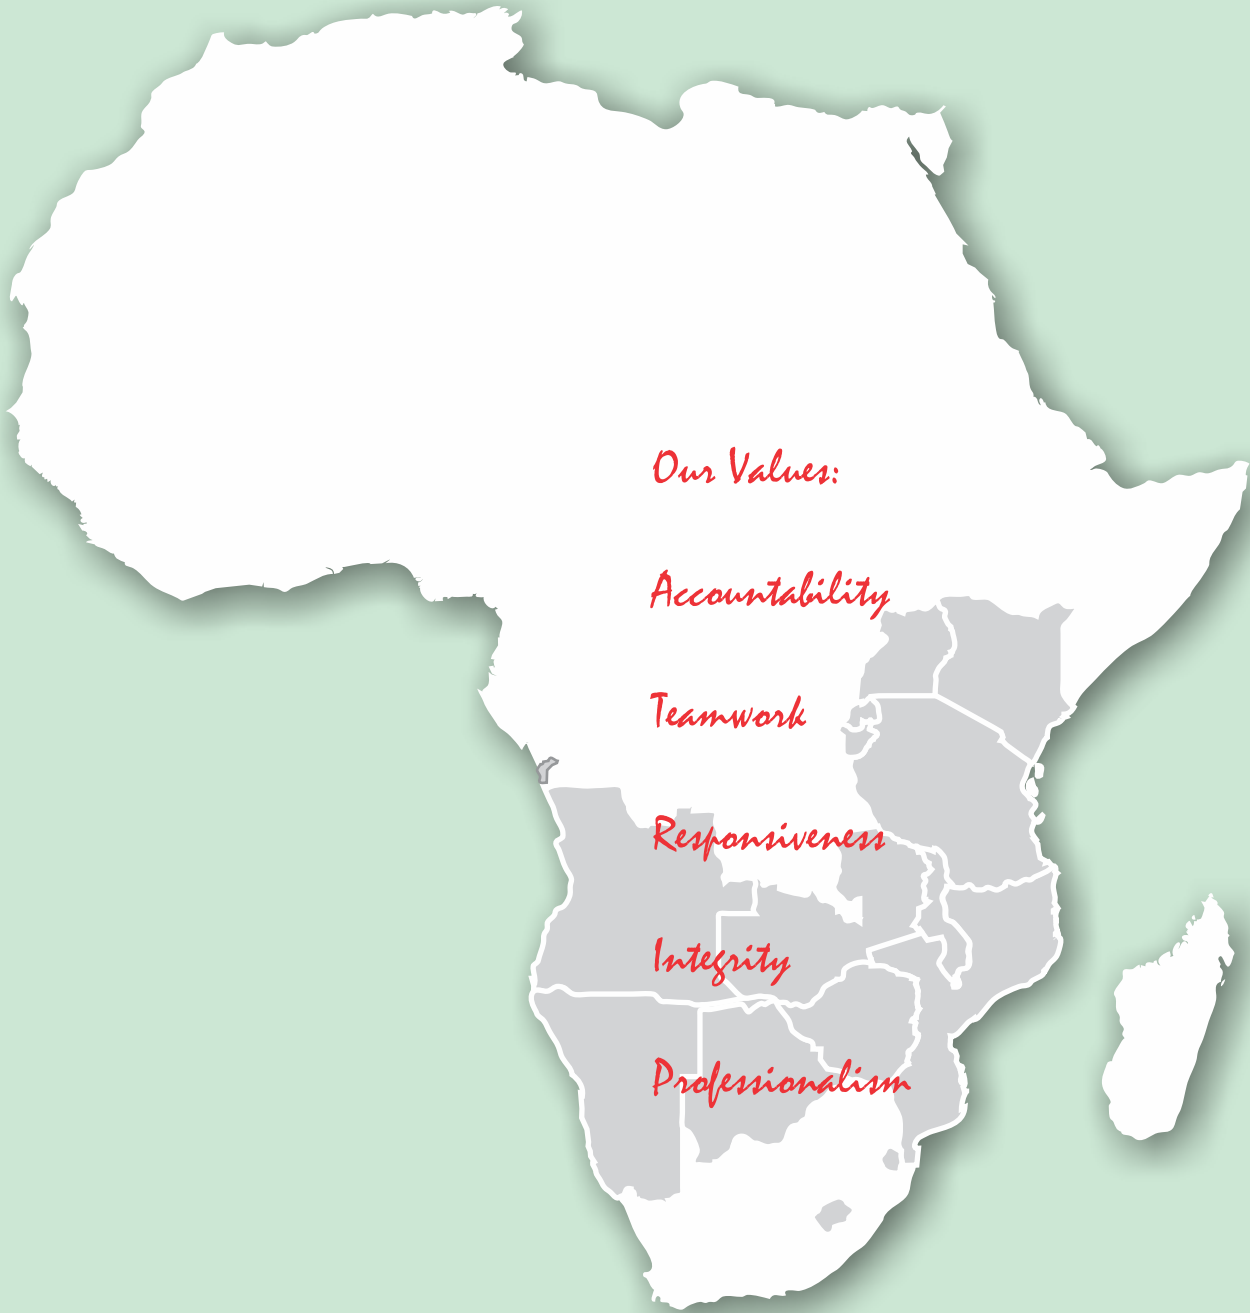 Our Values:
Accountability
Teamwork
Responsiveness
Integrity
Professionalism